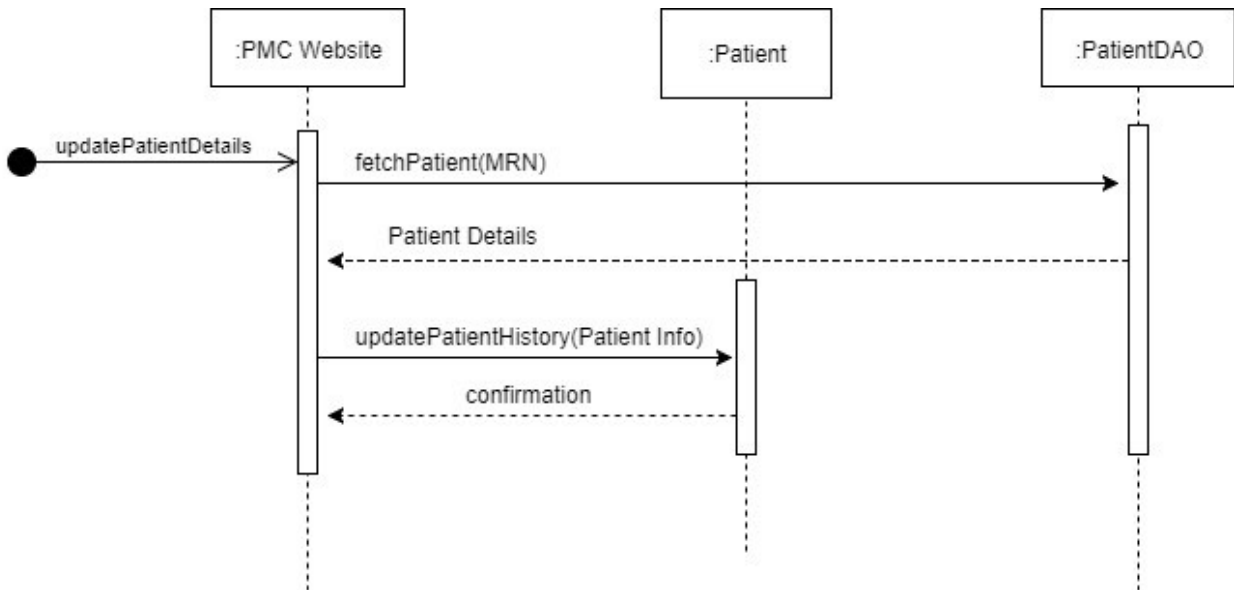 :PMC Website
:Patient
:PatientDAO
updatePatientDetails
fetchPatient(MRN)
Patient Details
updatePatientHistory(Patient Info)
confirmation